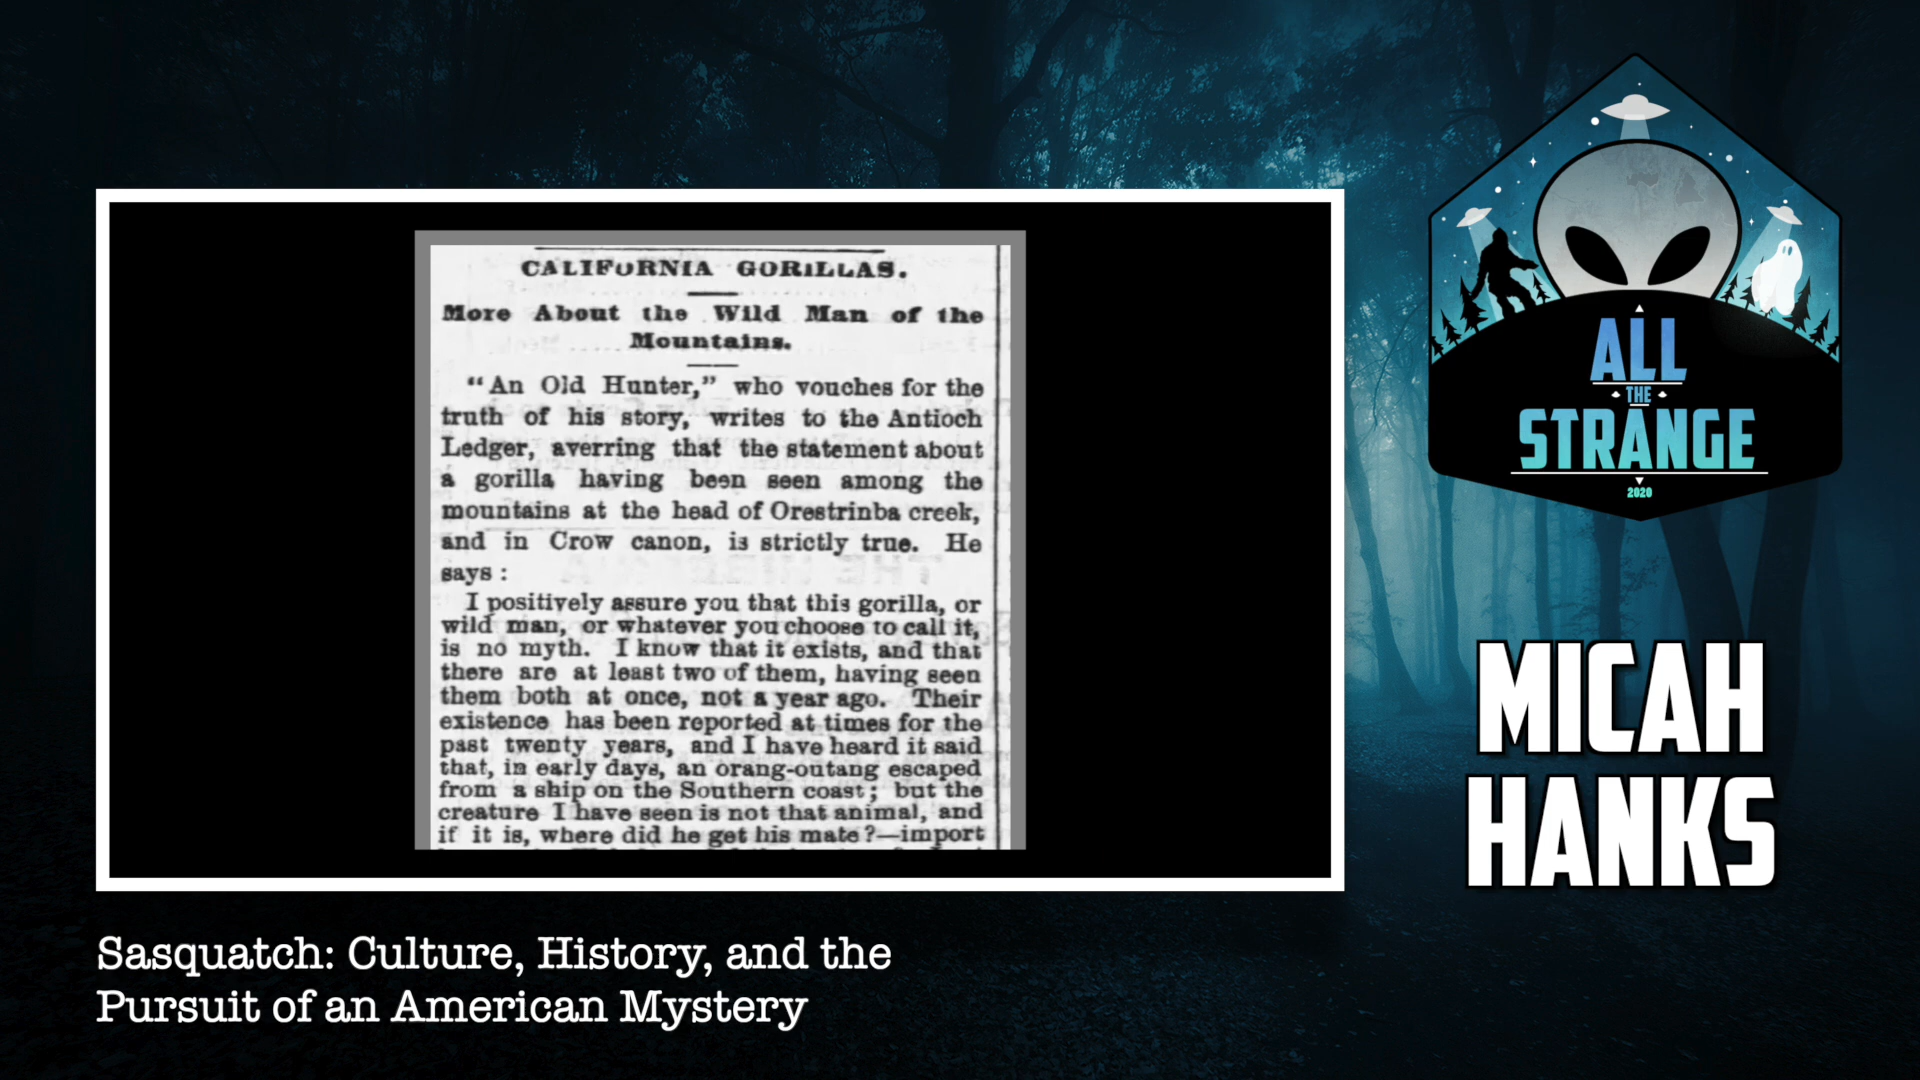 CALIFORNIA GORILLAS.
More About the Wild Man of the
Mountains.
"An Old Hunter," who vouches for the
truth of his story, writes to the Antioch
Ledger, averring that the statement about
a gorilla having been seen among the
mountains at the head of Orestrinba creek,
and in Crow canon, is strictly true. He
says :
I positively assure you that this gorilla, or
wild man, or whatever you choose to call it,
is no myth. I know that it exists, and that
there are at least two of them, having seen
them both at once, not a year ago. Their
existence has been reported at times for the
past twenty years, and I have heard it said
that, in early days, an orang-outang escaped
from a ship on the Southern coast; but the
creature I have seen is not that animal, and
if it is, where did he get his mate?—import
ALL
THE
STRANGE
2020
MICAH
HANKS
Sasquatch: Culture, History, and the
Pursuit of an American Mystery